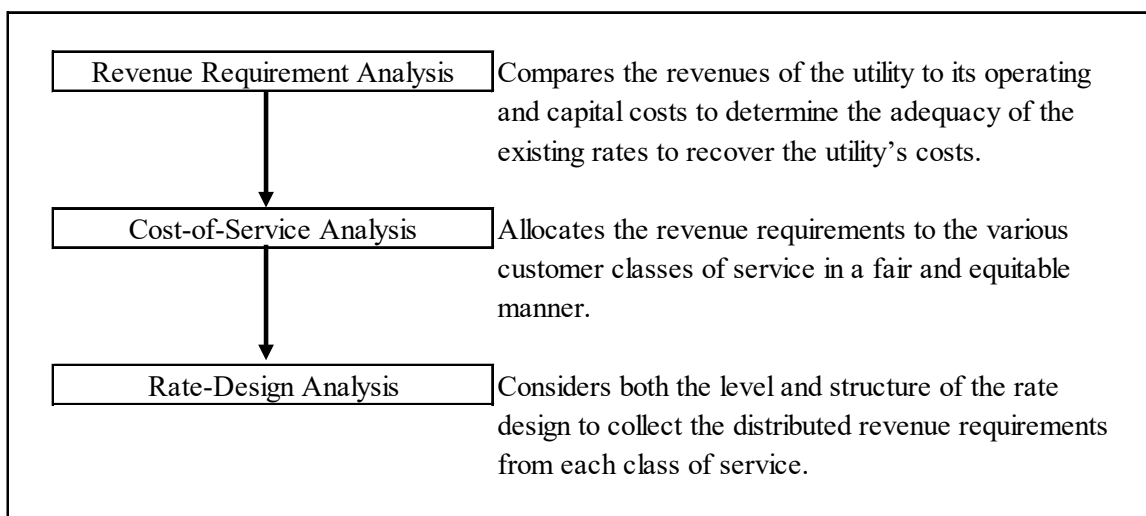 Revenue Requirement Analysis
Compares the revenues of the utility to its operating
and capital costs to determine the adequacy of the
existing rates to recover the utility’s costs.
Cost-of-Service Analysis
Allocates the revenue requirements to the various
customer classes of service in a fair and equitable
manner.
Rate-Design Analysis
Considers both the level and structure of the rate
design to collect the distributed revenue requirements
from each class of service.